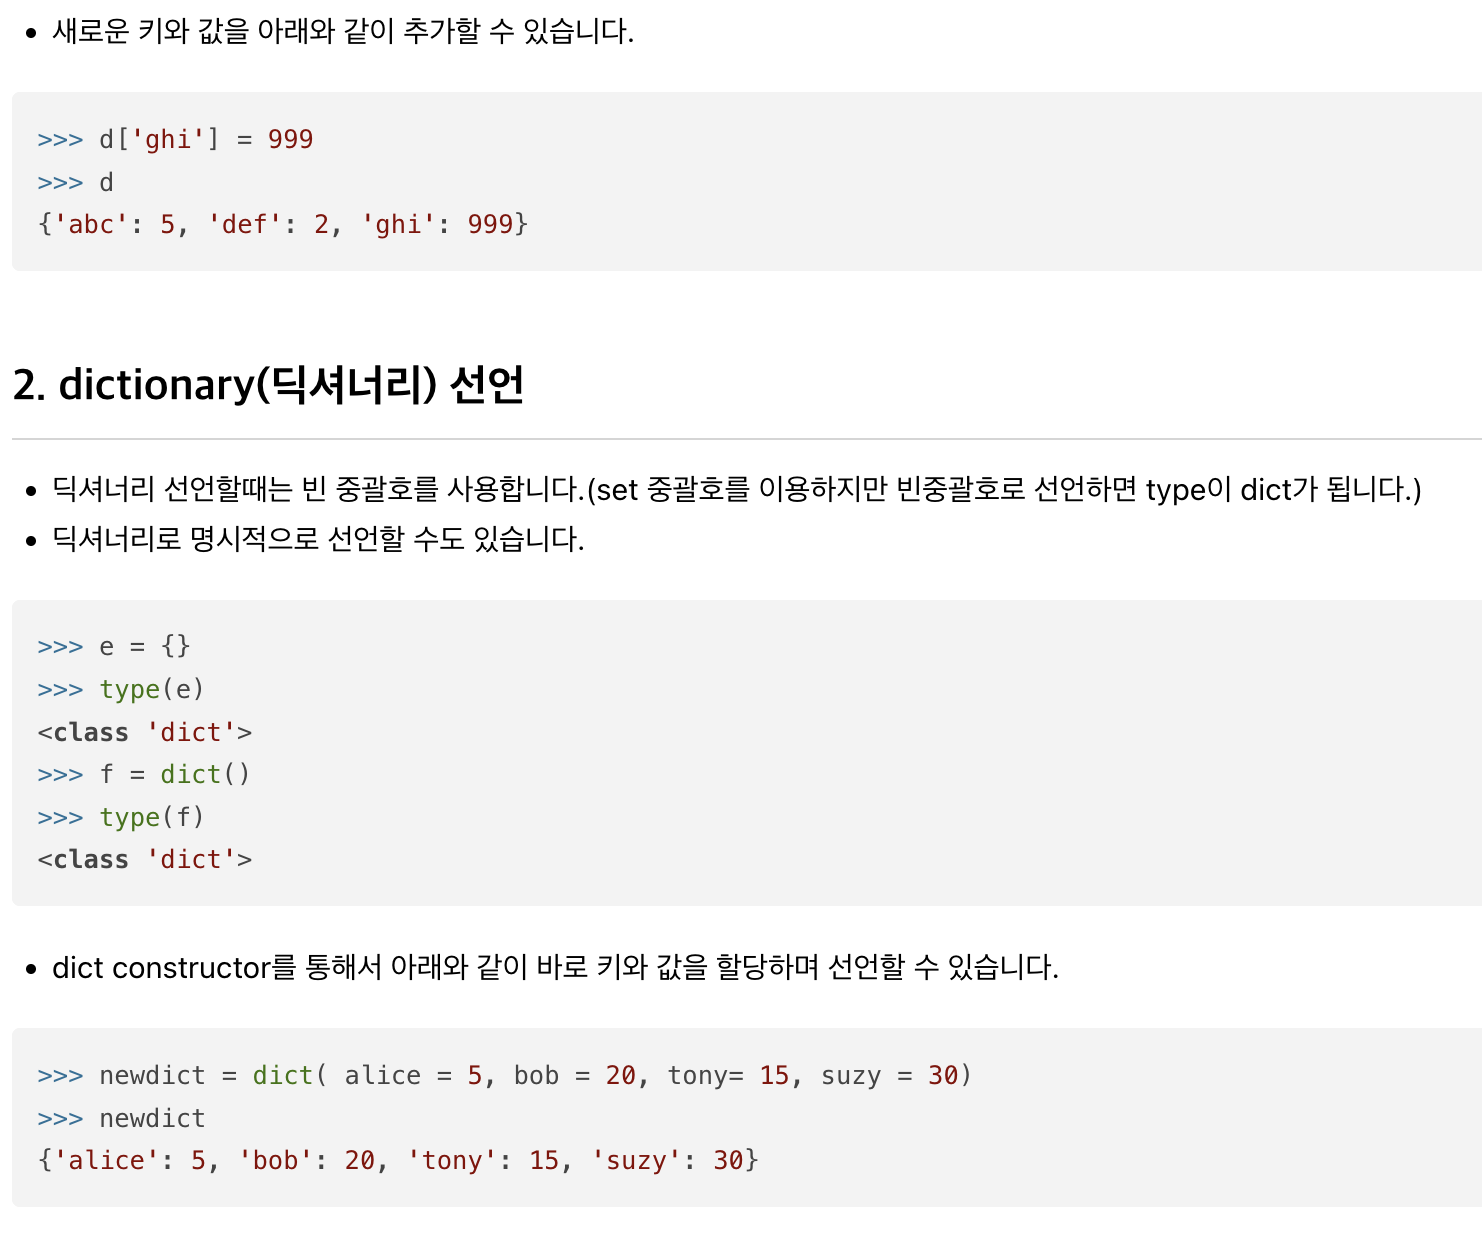 • 새로운 키와 값을 아래와 같이 추가할 수 있습니다.
>>> d['ghi'] = 999
>>> d
{'abc': 5, 'def': 2, 'ghi': 999}
2. dictionary(딕셔너리) 선언
• 딕셔너리 선언할때는 빈 중괄호를 사용합니다.(set 중괄호를 이용하지만 빈중괄호로 선언하면 type이 dict가 됩니다.)
• 딕셔너리로 명시적으로 선언할 수도 있습니다.
>>> e = {}
>>> type(e)
<class 'dict'>
>>> f = dict()
>>> type(f)
<class 'dict'>
• dict constructor를 통해서 아래와 같이 바로 키와 값을 할당하며 선언할 수 있습니다.
>>> newdict = dict( alice = 5, bob = 20, tony= 15, suzy = 30)
>>> newdict
{'alice': 5, 'bob': 20, 'tony': 15, 'suzy': 30}